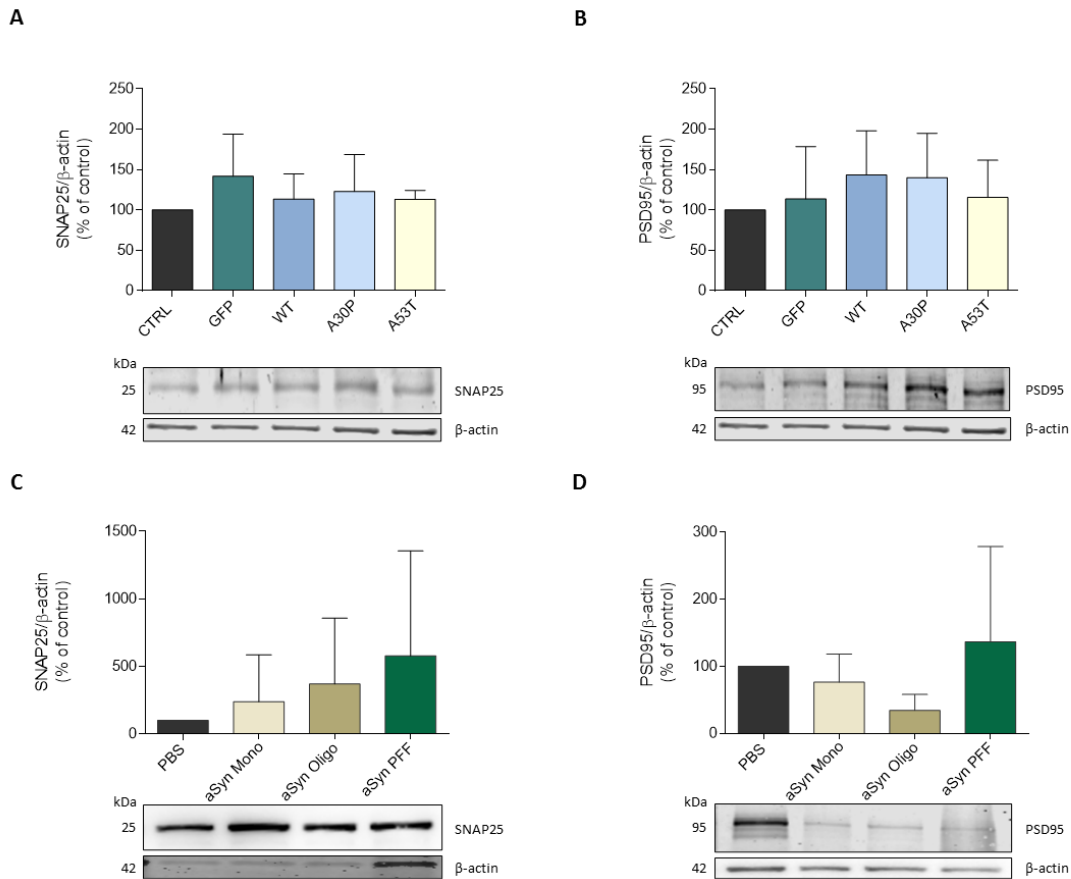 A
SNAP25/β-actin
(% of control)
250
200
150
100
50
0
CTRL
GFP
WT
A30P
A53T
kDa
25
SNAP25
42
β-actin
B
PSD95/β-actin
(% of control)
250
200
150
100
50
0
CTRL
GFP
WT
A30P
A53T
kDa
95
PSD95
42
β-actin
C
SNAP25/β-actin
(% of control)
1500
1000
500
0
PBS
aSyn Mono
aSyn Oligo
aSyn PFF
kDa
25
SNAP25
42
β-actin
D
PSD95/β-actin
(% of control)
300
200
100
0
PBS
aSyn Mono
aSyn Oligo
aSyn PFF
kDa
95
PSD95
42
β-actin